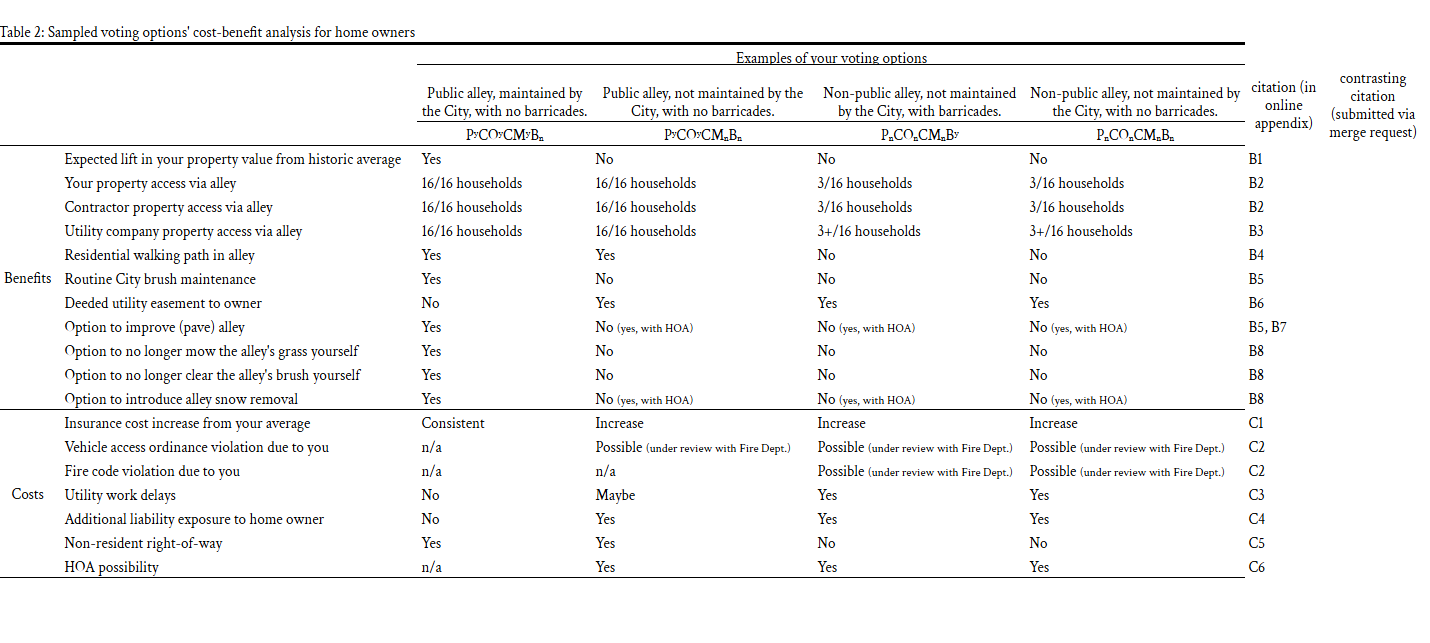 Table 2: Sampled voting options' cost-benefit analysis for home owners
Examples of your voting options
Public alley, maintained by the City, with no barricades. Public alley, not maintained by the City, with no barricades. Non-public alley, not maintained by the City, with barricades. Non-public alley, not maintained by the City, with no barricades. citation (in online appendix) contrasting citation (submitted via merge request)
PʸCOʸCMʸBₙ PʸCOʸCMₙBₙ PₙCOₙCMₙBʸ PₙCOₙCMₙBₙ
Expected lift in your property value from historic average Yes No No No B1
Your property access via alley 16/16 households 16/16 households 3/16 households 3/16 households B2
Contractor property access via alley 16/16 households 16/16 households 3/16 households 3/16 households B2
Utility company property access via alley 16/16 households 16/16 households 3+/16 households 3+/16 households B3
Residential walking path in alley Yes Yes No No B4
Benefits Routine City brush maintenance Yes No No No B5
Deeded utility easement to owner No Yes Yes Yes B6
Option to improve (pave) alley Yes No (yes, with HOA) No (yes, with HOA) No (yes, with HOA) B5, B7
Option to no longer mow the alley's grass yourself Yes No No No B8
Option to no longer clear the alley's brush yourself Yes No No No B8
Option to introduce alley snow removal Yes No (yes, with HOA) No (yes, with HOA) No (yes, with HOA) B8
Insurance cost increase from your average Consistent Increase Increase Increase C1
Vehicle access ordinance violation due to you n/a Possible (under review with Fire Dept.) Possible (under review with Fire Dept.) Possible (under review with Fire Dept.) C2
Fire code violation due to you n/a n/a Possible (under review with Fire Dept.) Possible (under review with Fire Dept.) C2
Costs Utility work delays No Maybe Yes Yes C3
Additional liability exposure to home owner No Yes Yes Yes C4
Non-resident right-of-way Yes Yes No No C5
HOA possibility n/a Yes Yes Yes C6